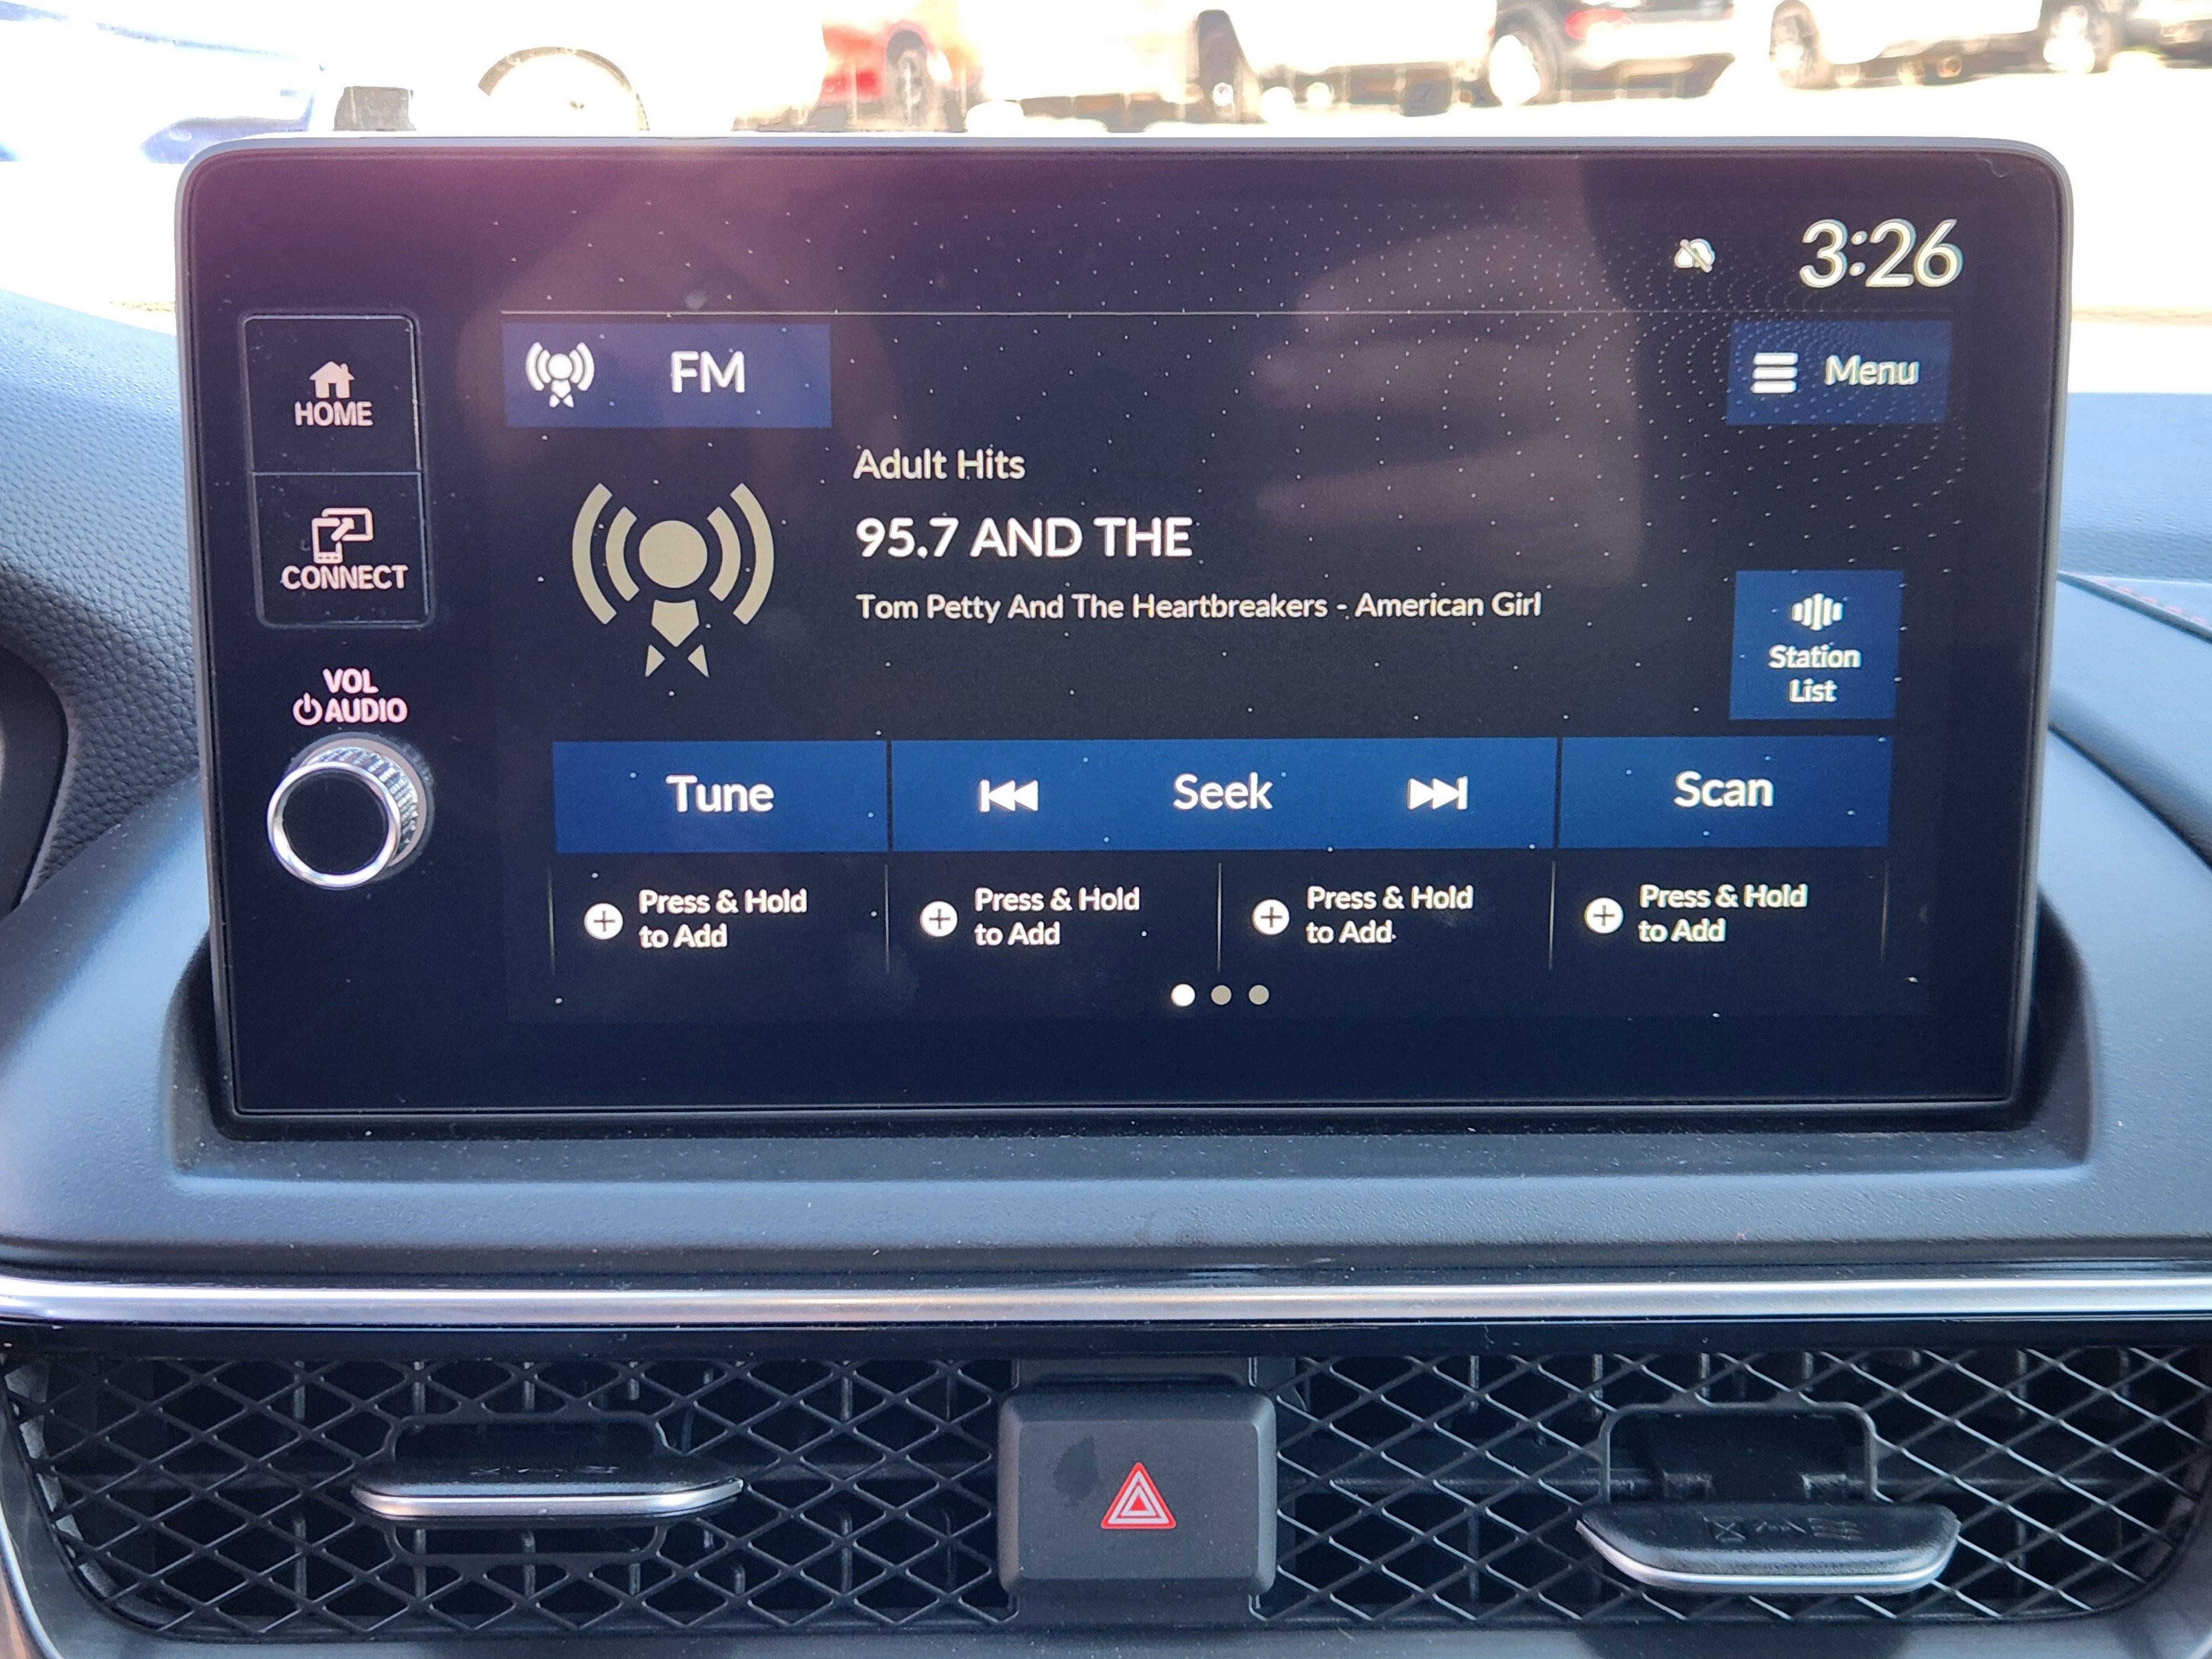 3:26
HOME
FM
Menu
Adult Hits
95.7 AND THE
CONNECT
Tom Petty And The Heartbreakers - American Girl
Station
List
VOL
AUDIO
Tune
Seek
Scan
Press & Hold
to Add
Press & Hold
to Add
Press & Hold
to Add
Press & Hold
to Add